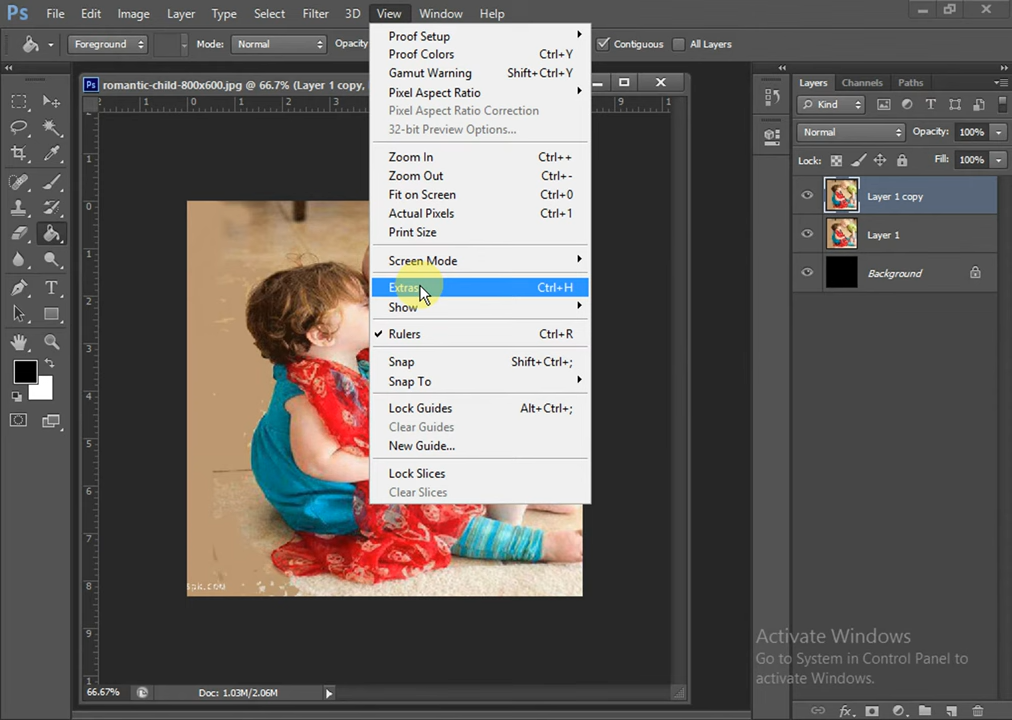 Ps File Edit Image Layer Type Select Filter 3D View Window Help
Foreground Mode: Normal Opacity Contiguous All Layers
romantic-child-800x600.jpg @ 66.7% (Layer 1 copy,
Proof Setup
Proof Colors Ctrl+Y
Gamut Warning Shift+Ctrl+Y
Pixel Aspect Ratio
Pixel Aspect Ratio Correction
32-bit Preview Options...
Zoom In Ctrl++
Zoom Out Ctrl+-
Fit on Screen Ctrl+0
Actual Pixels Ctrl+1
Print Size
Screen Mode
Extras Ctrl+H
Show
Rulers Ctrl+R
Snap Shift+Ctrl+;
Snap To
Lock Guides Alt+Ctrl+;
Clear Guides
New Guide...
Lock Slices
Clear Slices
Layers Channels Paths
Kind
Normal Opacity: 100%
Lock: Fill: 100%
Layer 1 copy
Layer 1
Background
Activate Windows
Go to System in Control Panel to
activate Windows.
66.67% Doc: 1.03M/2.06M